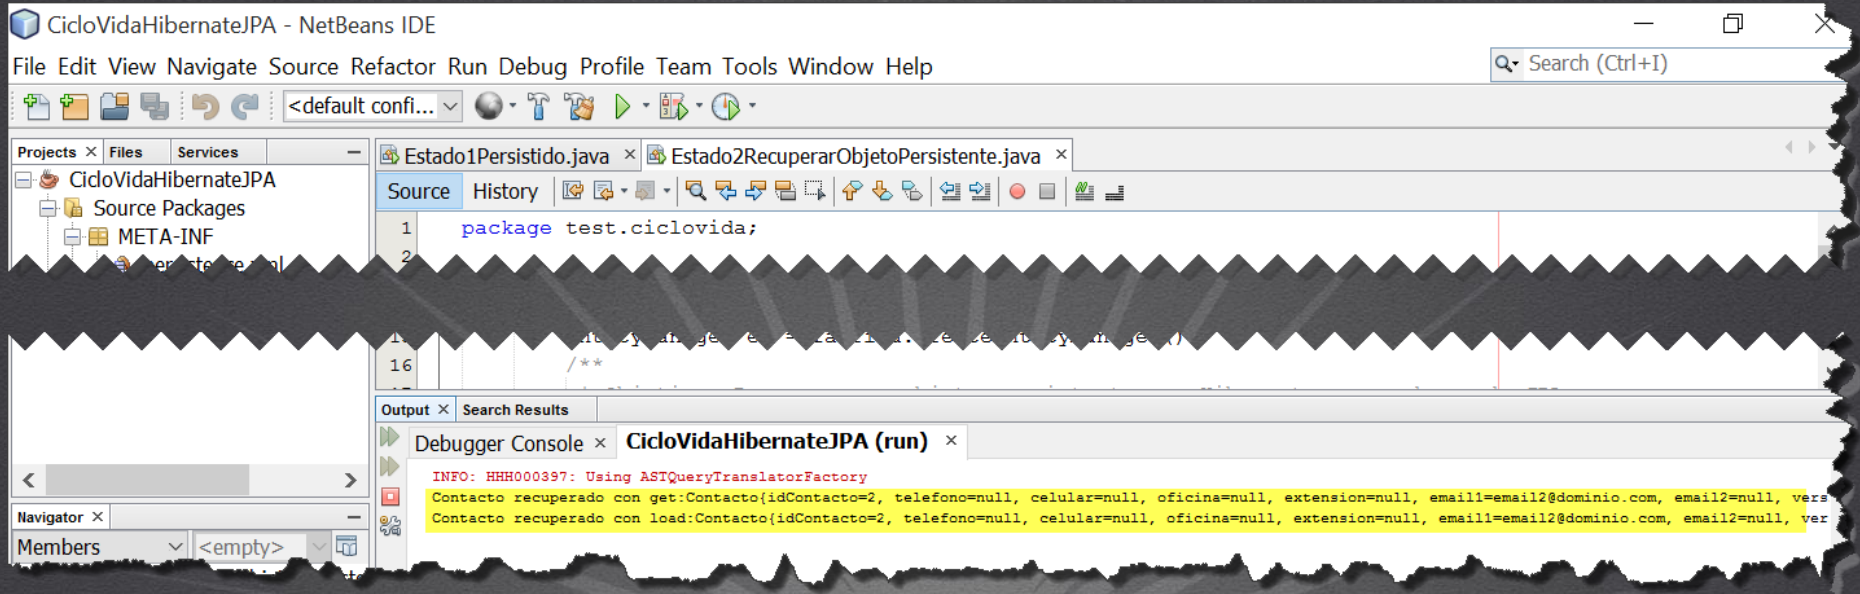 CicloVidaHibernateJPA - NetBeans IDE
File Edit View Navigate Source Refactor Run Debug Profile Team Tools Window Help
Search (Ctrl+I)
<default confi...
Projects Files Services
CicloVidaHibernateJPA
Source Packages
META-INF
Estado1Persistido.java Estado2RecuperarObjetoPersistente.java
Source History
1 package test.ciclovida;
2
16 /**
Output Search Results
Debugger Console CicloVidaHibernateJPA (run)
INFO: HHH000397: Using ASTQueryTranslatorFactory
Contacto recuperado con get:Contacto{idContacto=2, telefono=null, celular=null, oficina=null, extension=null, email1=email2@dominio.com, email2=null, vers
Contacto recuperado con load:Contacto{idContacto=2, telefono=null, celular=null, oficina=null, extension=null, email1=email2@dominio.com, email2=null, ver
Navigator
Members <empty>